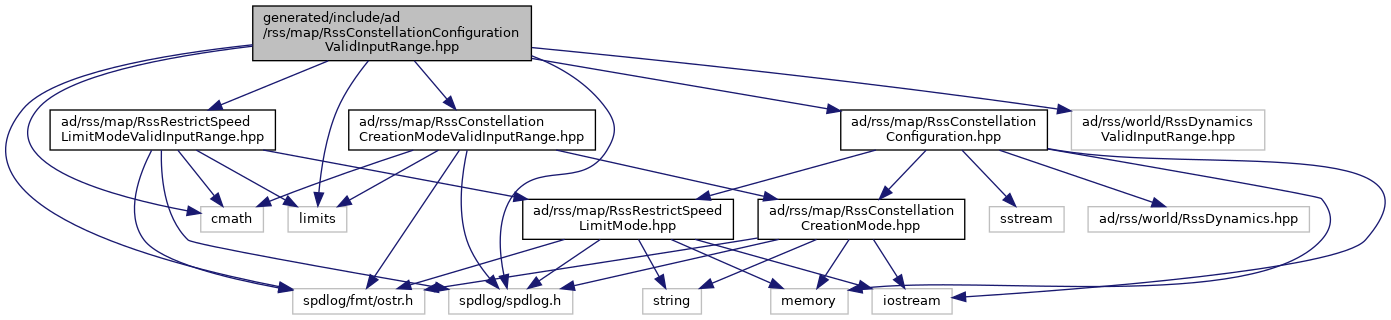 generated/include/ad
/rss/map/RssConstellationConfiguration
ValidInputRange.hpp
ad/rss/map/RssRestrictSpeed
LimitModeValidInputRange.hpp
ad/rss/map/RssConstellation
CreationModeValidInputRange.hpp
ad/rss/map/RssConstellation
Configuration.hpp
ad/rss/world/RssDynamics
ValidInputRange.hpp
cmath
limits
ad/rss/map/RssRestrictSpeed
LimitMode.hpp
ad/rss/map/RssConstellation
CreationMode.hpp
sstream
ad/rss/world/RssDynamics.hpp
spdlog/fmt/ostr.h
spdlog/spdlog.h
string
memory
iostream